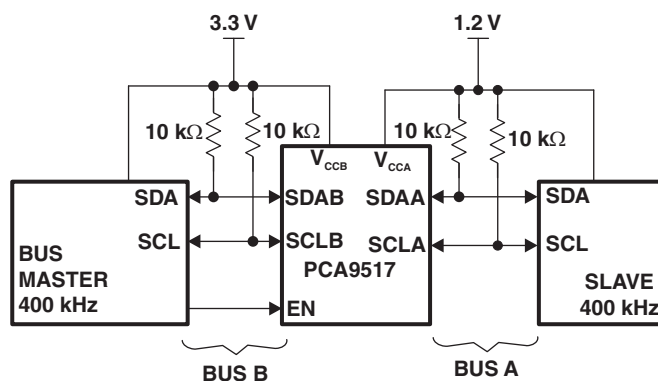 3.3 V
1.2 V
10 kΩ
10 kΩ
10 kΩ
10 kΩ
VCCB
VCCA
SDA
SDAB
SDAA
SDA
SCL
SCLB
SCLA
SCL
BUS
MASTER
400 kHz
PCA9517
SLAVE
400 kHz
EN
BUS B
BUS A